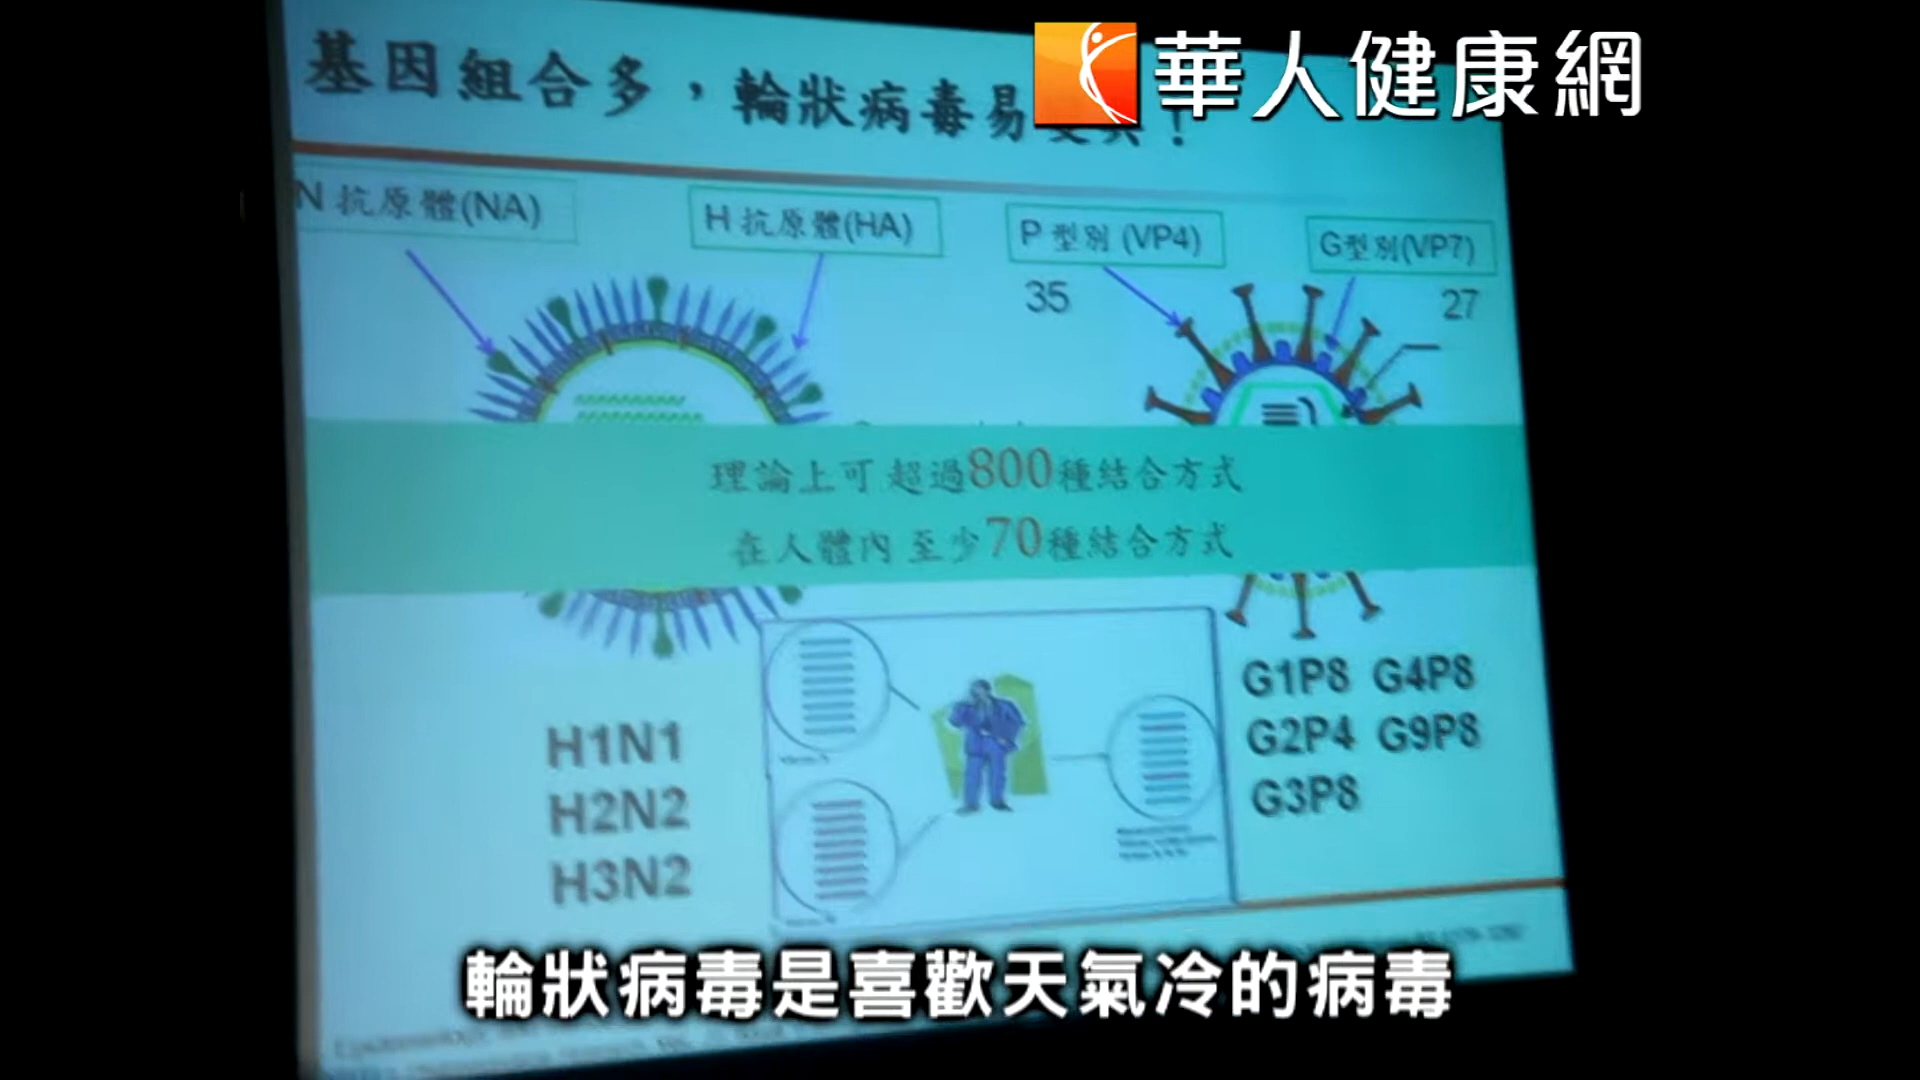 華人健康網
基因組合多，輪狀病毒易變異！
N 抗原體(NA)
H 抗原體(HA)
P 型別 (VP4)
G型別(VP7)
35
27
理論上可 超過800種結合方式
在人體內 至少70種結合方式
H1N1
H2N2
H3N2
G1P8 G4P8
G2P4 G9P8
G3P8
輪狀病毒是喜歡天氣冷的病毒